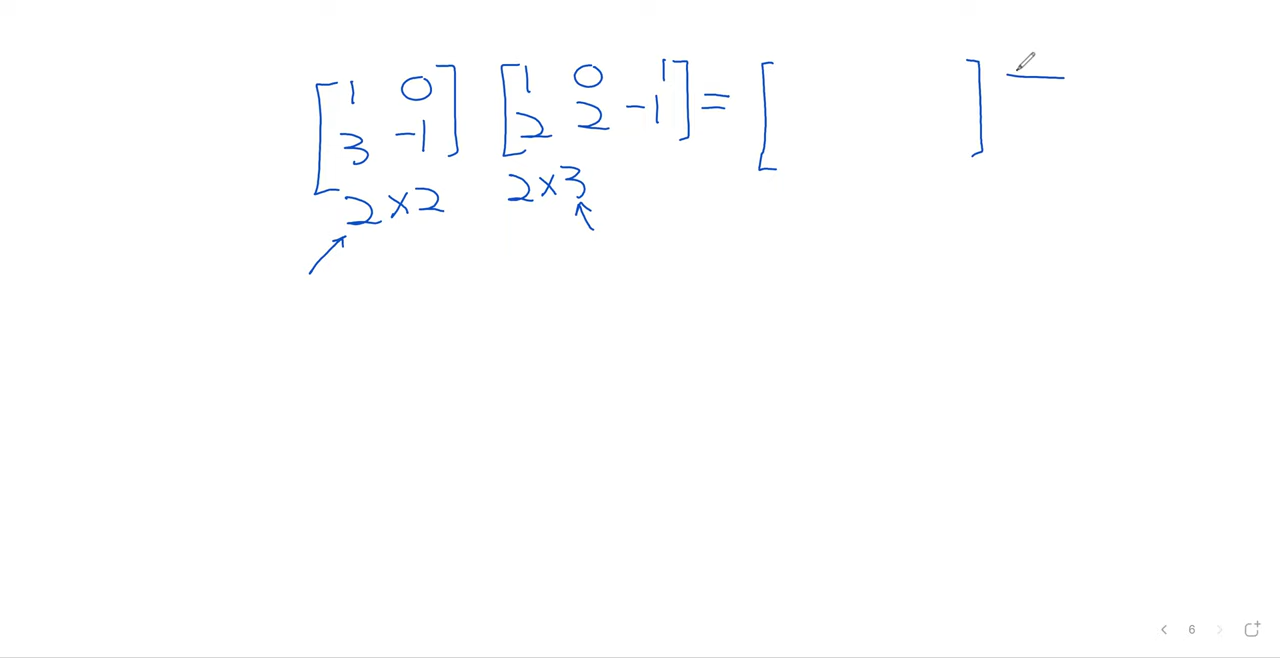 [1 0] [1 0 1] = [ ]
[3 -1] [2 2 -1]
2×2 2×3
6